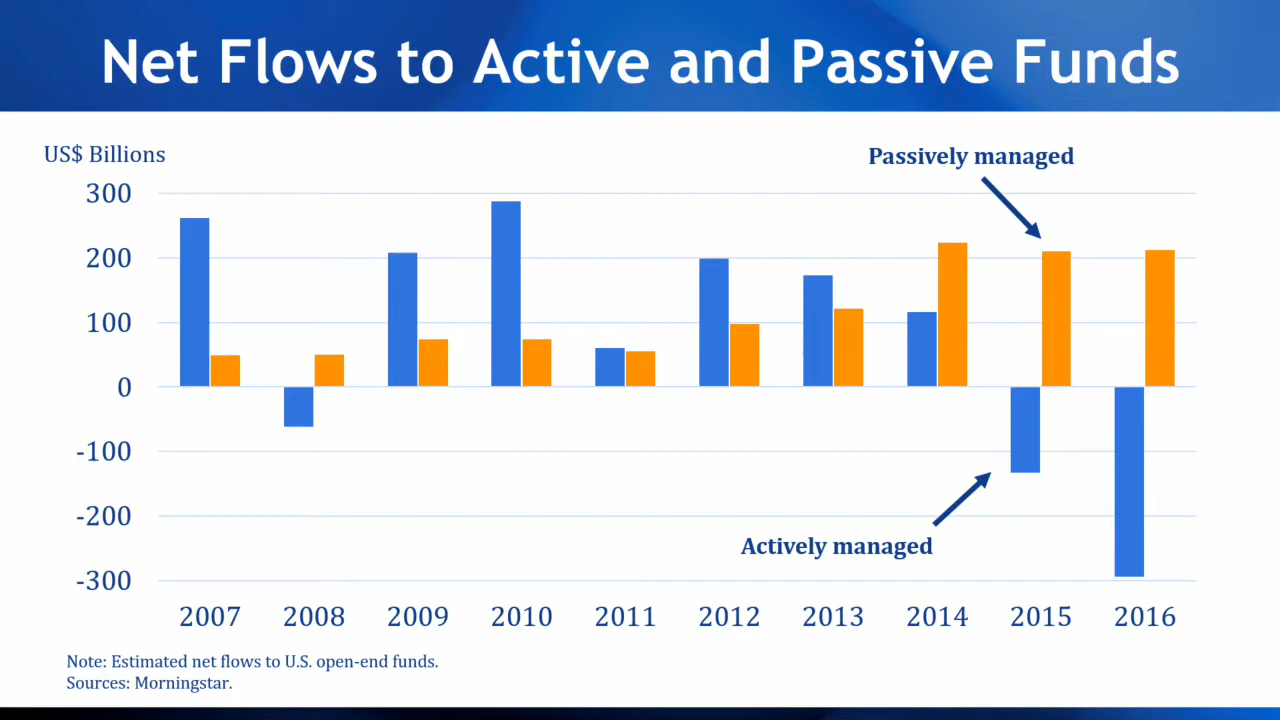 Net Flows to Active and Passive Funds
US$ Billions
Passively managed
300
200
100
0
-100
-200
-300
Actively managed
2007 2008 2009 2010 2011 2012 2013 2014 2015 2016
Note: Estimated net flows to U.S. open-end funds.
Sources: Morningstar.